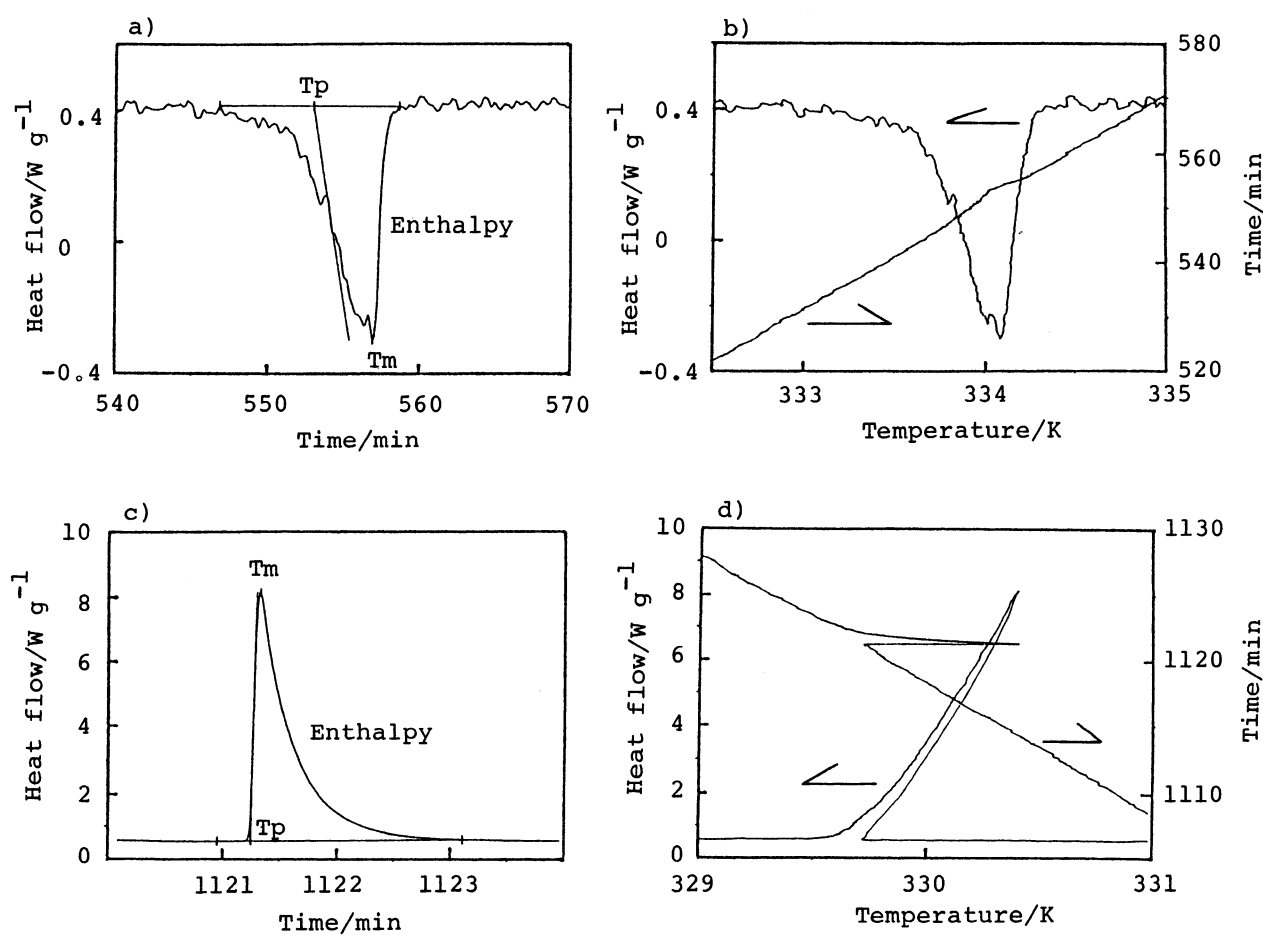 a)
Heat flow/W g⁻¹
0.4
0
-0.4
Tp
Enthalpy
Tm
540 550 560 570
Time/min
b)
Heat flow/W g⁻¹
0.4
0
-0.4
580
560
540
520
Time/min
333 334 335
Temperature/K
c)
Heat flow/W g⁻¹
10
8
6
4
2
0
Tm
Enthalpy
Tp
1121 1122 1123
Time/min
d)
Heat flow/W g⁻¹
10
8
6
4
2
0
1130
1120
1110
Time/min
329 330 331
Temperature/K